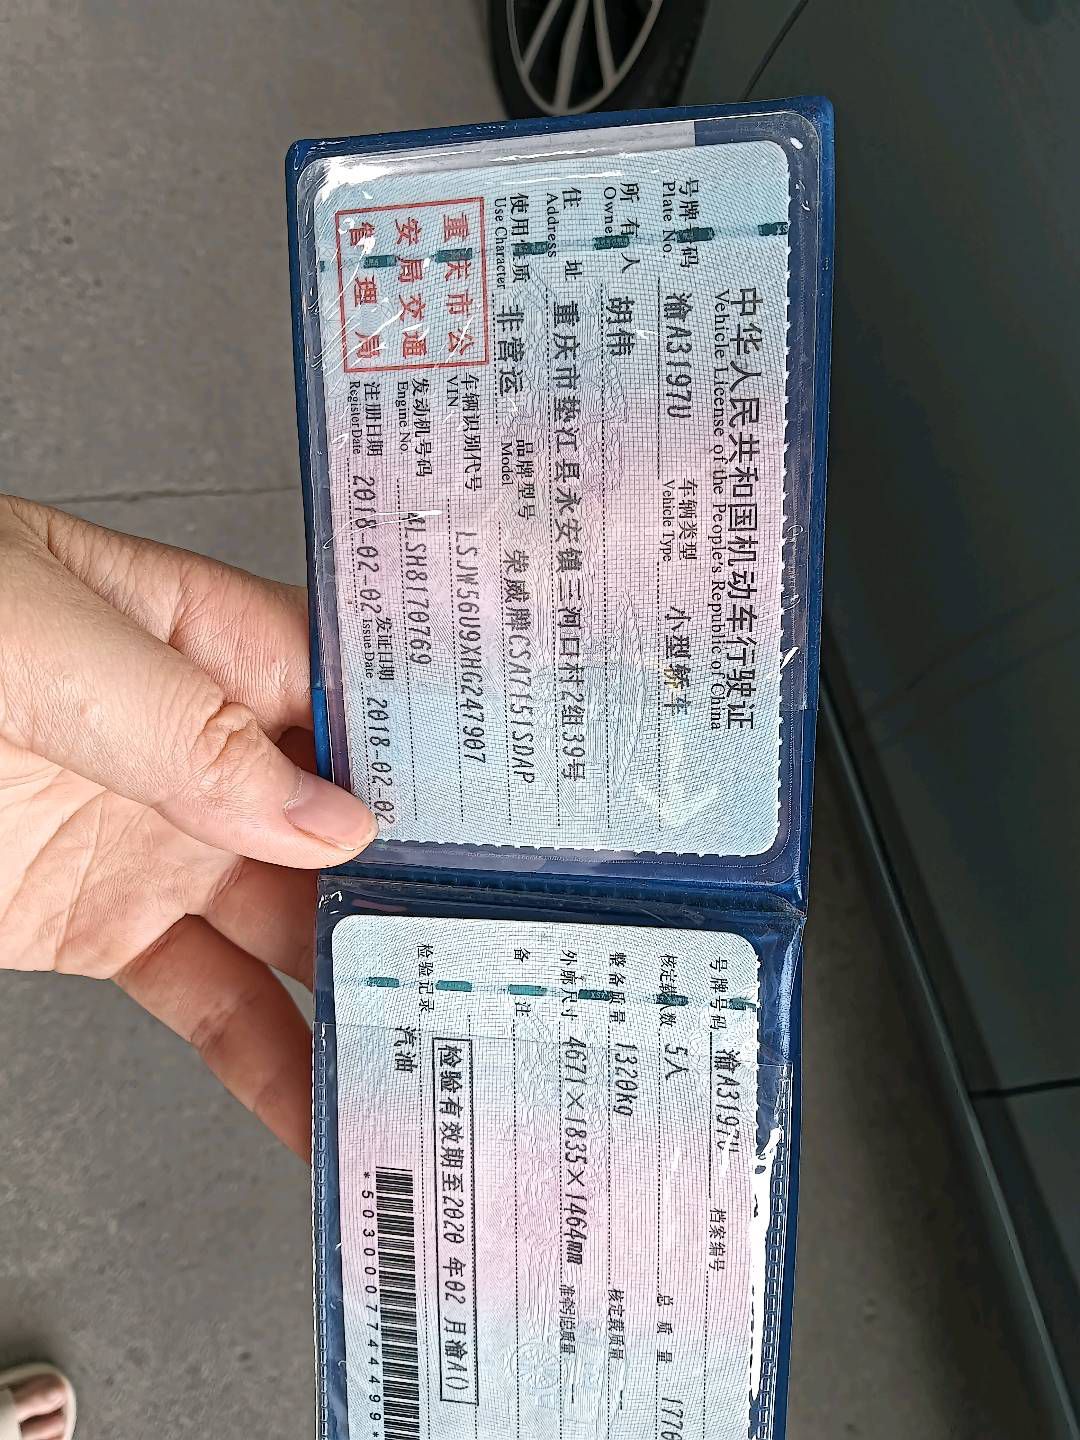 中华人民共和国机动车行驶证
Vehicle License of the People's Republic of China
号牌号码 渝A3197U 车辆类型 小型轿车
Plate No. Vehicle Type
所有人 胡伟
Owner
住址 重庆市垫江县永安镇三河口村2组39号
Address
使用性质 非营运 品牌型号 荣威牌CSA7151SDAP
Use Character Model
重庆市公
安局交通
管理局
车辆识别代号 LSJW56U9XHG247907
VIN
发动机号码 ALSH8170769
Engine No.
注册日期 2018-02-02 发证日期 2018-02-02
Register Date Issue Date
号牌号码 渝A3197U 档案编号
核定载人数 5人 总质量
整备质量 1320kg 核定载质量 --
外廓尺寸 4671×1835×1464mm 准牵引总质量 --
备注
检验有效期至2020年02月渝A()
检验记录
汽油
*5030007744499*